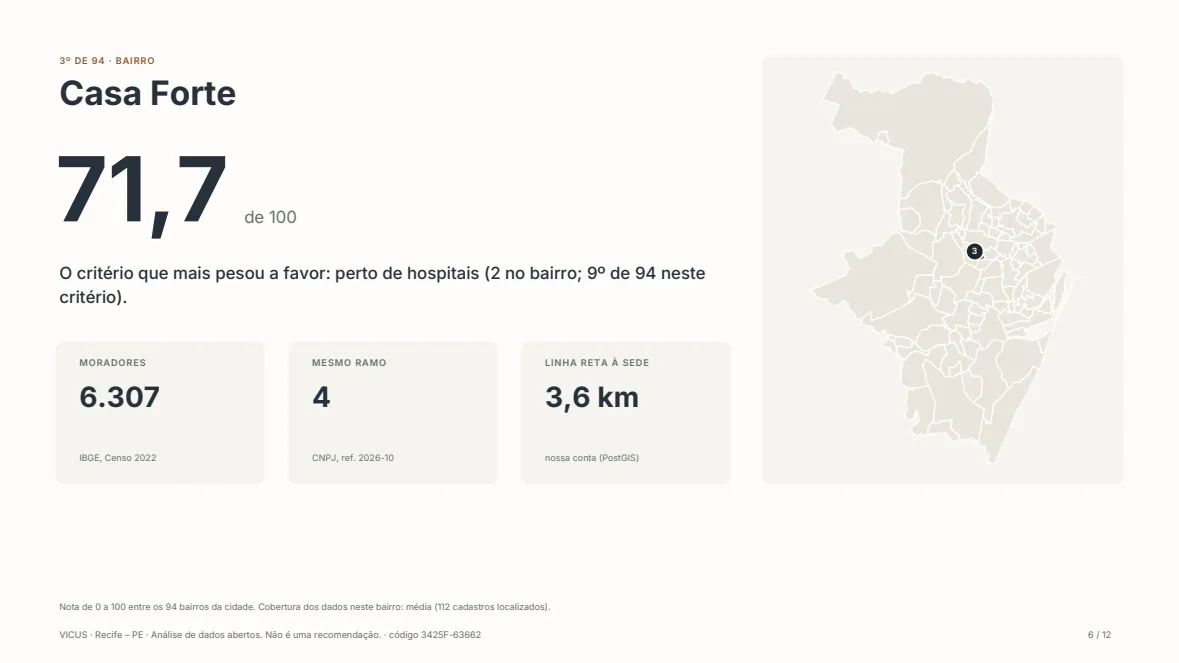 3º DE 94 · BAIRRO
Casa Forte
71,7 de 100
O critério que mais pesou a favor: perto de hospitais (2 no bairro; 9º de 94 neste
critério).
MORADORES
6.307
IBGE, Censo 2022
MESMO RAMO
4
CNPJ, ref. 2026-10
LINHA RETA À SEDE
3,6 km
nossa conta (PostGIS)
3
Nota de 0 a 100 entre os 94 bairros da cidade. Cobertura dos dados neste bairro: média (112 cadastros localizados).
VICUS · Recife – PE · Análise de dados abertos. Não é uma recomendação. · código 3425F-63662
6 / 12